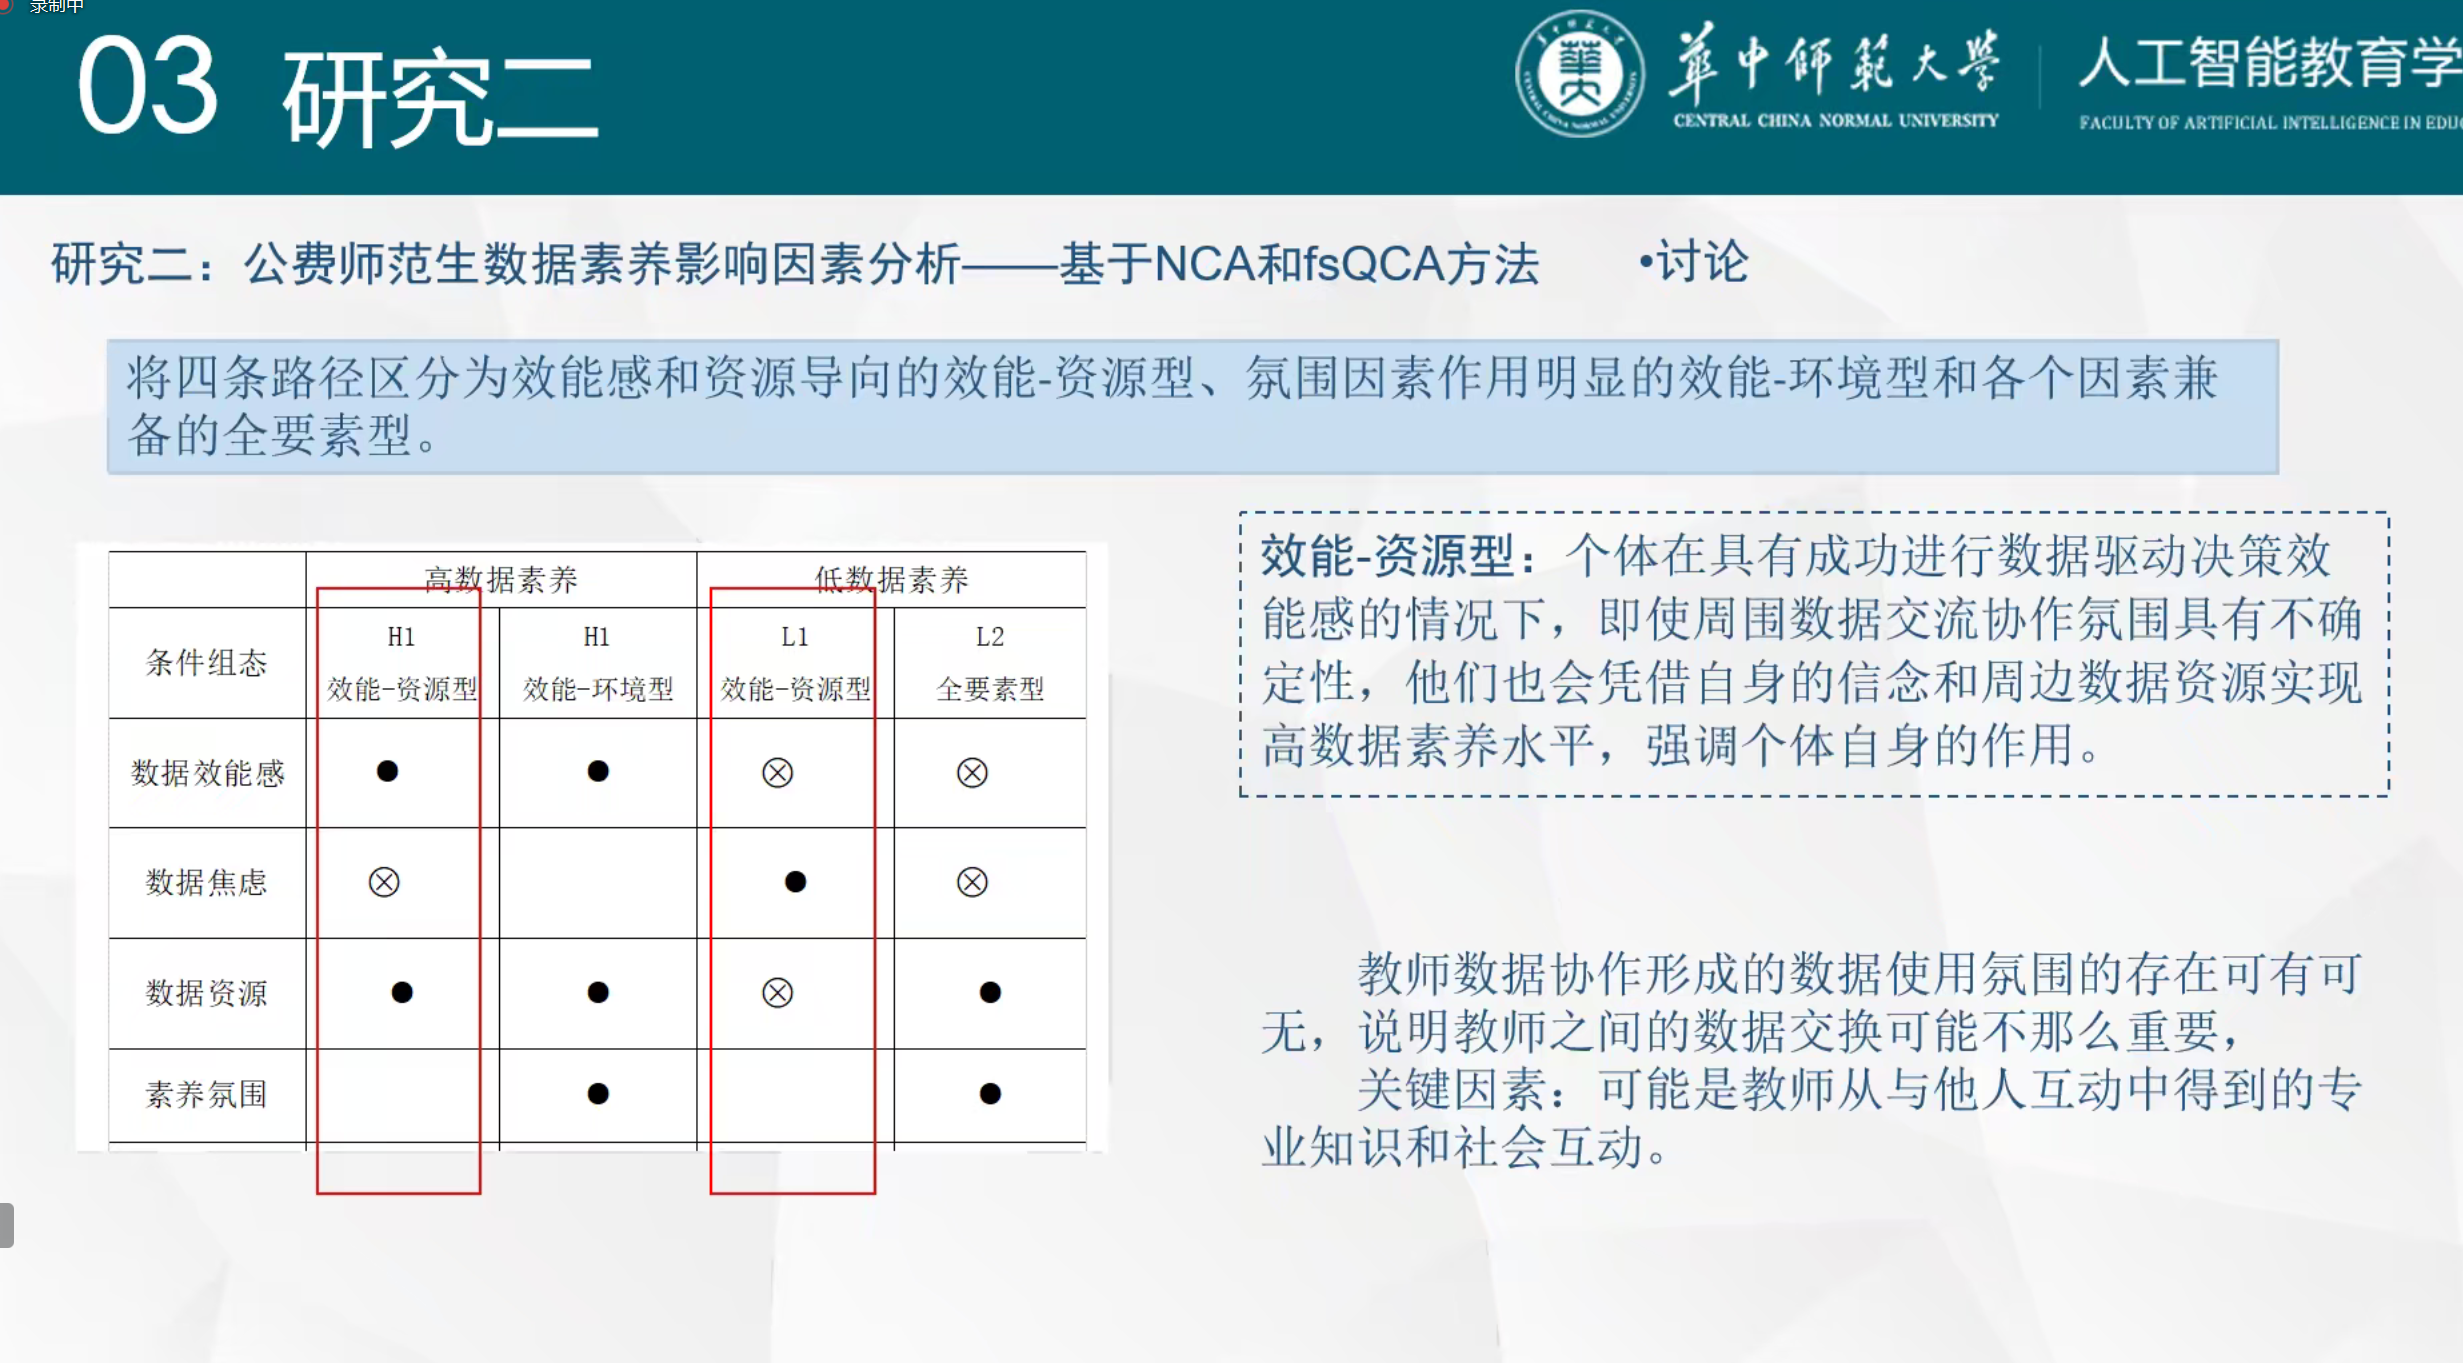 录制中
03 研究二
華中師範大學
CENTRAL CHINA NORMAL UNIVERSITY
人工智能教育学
FACULTY OF ARTIFICIAL INTELLIGENCE IN EDU
研究二：公费师范生数据素养影响因素分析——基于NCA和fsQCA方法
•讨论
将四条路径区分为效能感和资源导向的效能-资源型、氛围因素作用明显的效能-环境型和各个因素兼
备的全要素型。
高数据素养 低数据素养
条件组态
H1 H1 L1 L2
效能-资源型 效能-环境型 效能-资源型 全要素型
数据效能感 ● ● ⊗ ⊗
数据焦虑 ⊗ ● ⊗
数据资源 ● ● ⊗ ●
素养氛围 ● ●
效能-资源型：个体在具有成功进行数据驱动决策效
能感的情况下，即使周围数据交流协作氛围具有不确
定性，他们也会凭借自身的信念和周边数据资源实现
高数据素养水平，强调个体自身的作用。
教师数据协作形成的数据使用氛围的存在可有可
无，说明教师之间的数据交换可能不那么重要，
关键因素：可能是教师从与他人互动中得到的专
业知识和社会互动。